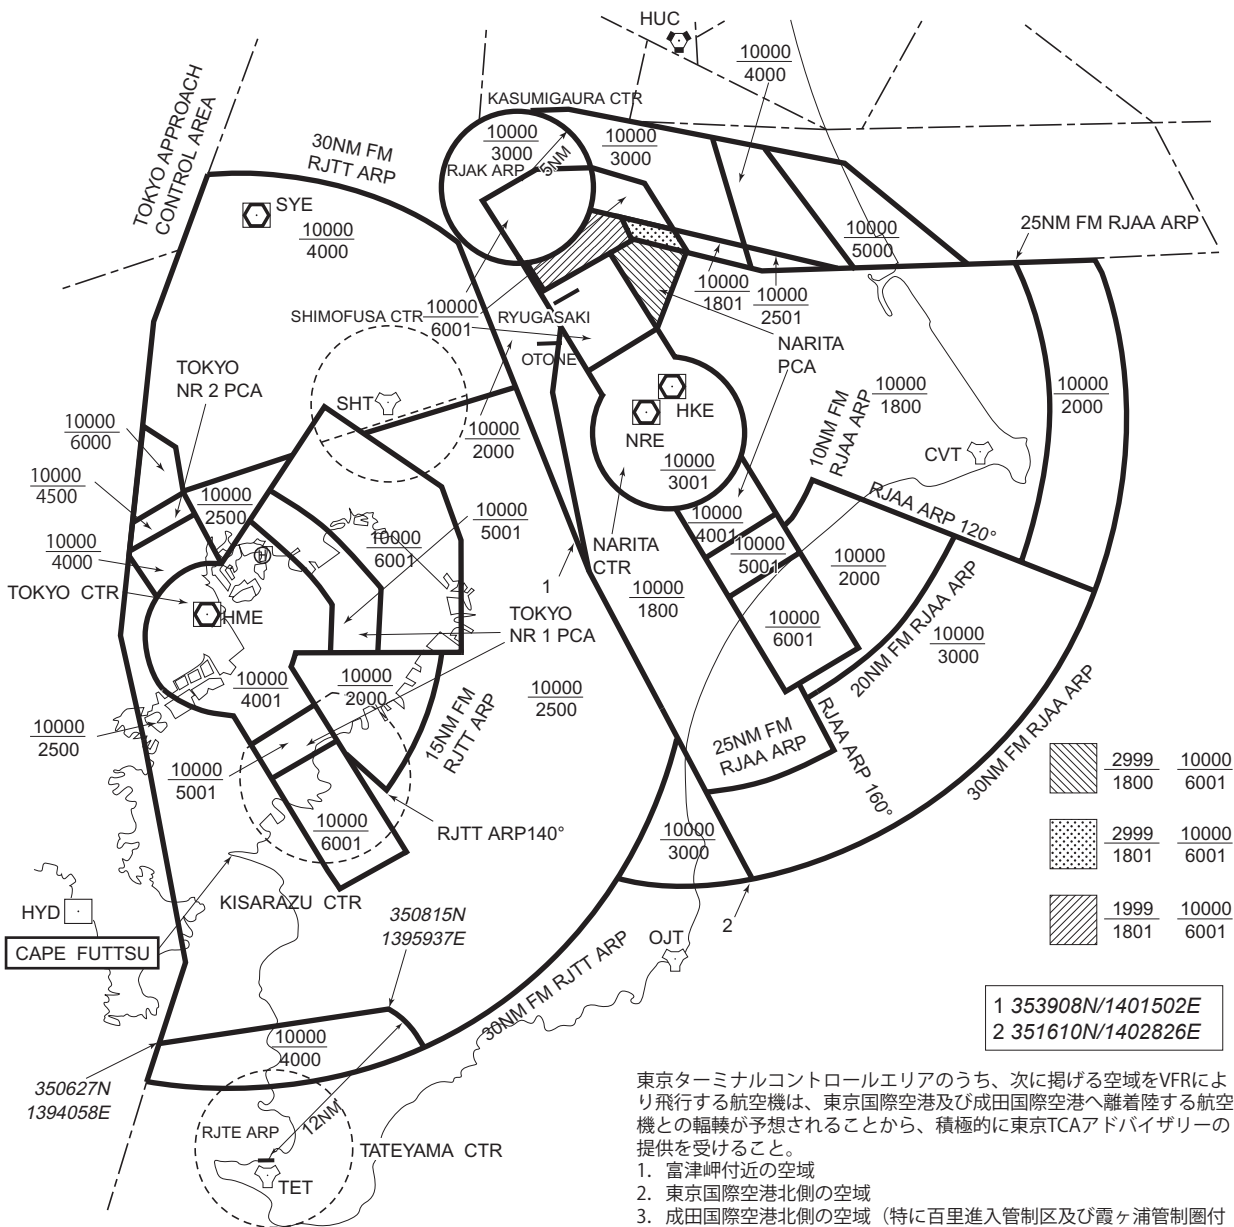 HUC
10000
4000
KASUMIGAURA CTR
TOKYO APPROACH
CONTROL AREA
30NM FM
RJTT ARP
10000
3000
10000
3000
RJAK ARP
5NM
SYE
10000
4000
10000
5000
25NM FM RJAA ARP
10000
1801
10000
2501
SHIMOFUSA CTR
10000
6001
RYUGASAKI
OTONE
NARITA
PCA
TOKYO
NR 2 PCA
SHT
HKE
NRE
10000
3001
10NM FM
RJAA ARP
10000
1800
10000
2000
CVT
10000
6000
10000
4500
10000
2500
10000
4000
10000
2000
10000
5001
10000
6001
10000
4001
10000
5001
RJAA ARP 120°
NARITA
CTR
10000
1800
10000
2000
1
TOKYO CTR
HME
TOKYO
NR 1 PCA
10000
6001
20NM FM RJAA ARP
10000
3000
10000
4001
10000
2000
15NM FM
RJTT ARP
10000
2500
10000
2500
10000
5001
25NM FM
RJAA ARP
RJAA ARP 160°
30NM FM RJAA ARP
10000
6001
RJTT ARP140°
10000
3000
2999
1800
10000
6001
2999
1801
10000
6001
1999
1801
10000
6001
KISARAZU CTR
HYD
CAPE FUTTSU
350815N
1395937E
2
OJT
30NM FM RJTT ARP
10000
4000
350627N
1394058E
12NM
RJTE ARP
TATEYAMA CTR
TET
1 353908N/1401502E
2 351610N/1402826E
東京ターミナルコントロールエリアのうち、次に掲げる空域をVFRによ
り飛行する航空機は、東京国際空港及び成田国際空港へ離着陸する航空
機との輻輳が予想されることから、積極的に東京TCAアドバイザリーの
提供を受けること。
1. 富津岬付近の空域
2. 東京国際空港北側の空域
3. 成田国際空港北側の空域（特に百里進入管制区及び霞ヶ浦管制圏付